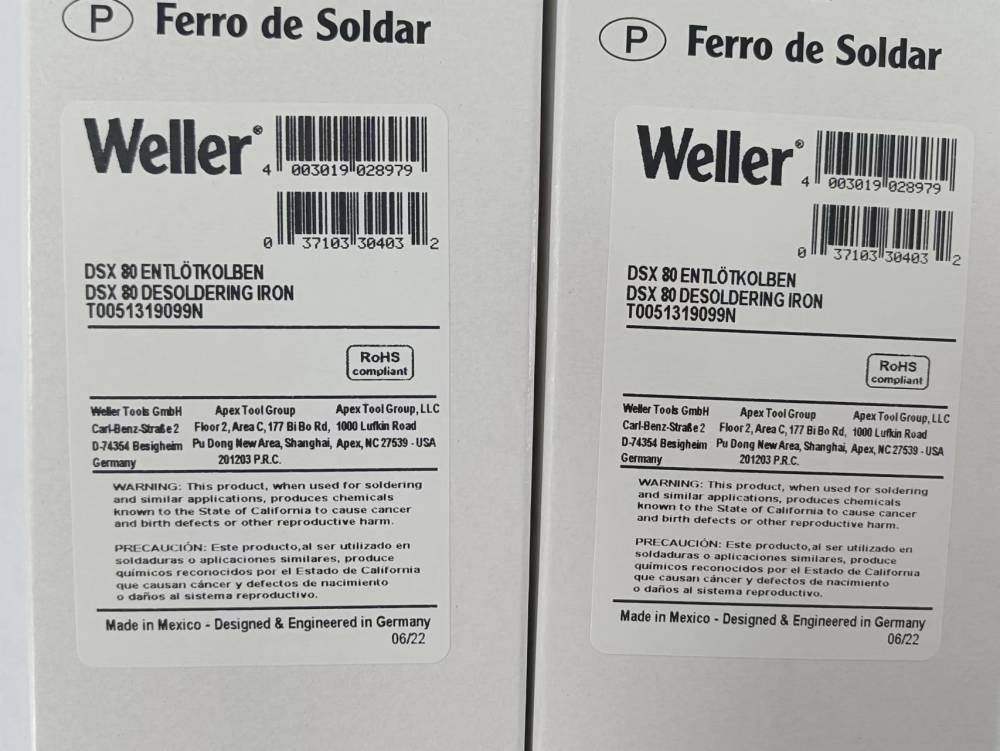 P Ferro de Soldar
Weller®
4 003019 028979
0 37103 30403 2
DSX 80 ENTLÖTKOLBEN
DSX 80 DESOLDERING IRON
T0051319099N
RoHS
compliant
Weller Tools GmbH Apex Tool Group Apex Tool Group, LLC
Carl-Benz-Straße 2 Floor 2, Area C, 177 Bi Bo Rd, 1000 Lufkin Road
D-74354 Besigheim Pu Dong New Area, Shanghai, Apex, NC 27539 - USA
Germany 201203 P.R.C.
WARNING: This product, when used for soldering
and similar applications, produces chemicals
known to the State of California to cause cancer
and birth defects or other reproductive harm.
PRECAUCIÓN: Este producto,al ser utilizado en
soldaduras o aplicaciones similares, produce
químicos reconocidos por el Estado de California
que causan cáncer y defectos de nacimiento
o daños al sistema reproductivo.
Made in Mexico - Designed & Engineered in Germany
06/22
P Ferro de Soldar
Weller®
4 003019 028979
0 37103 30403 2
DSX 80 ENTLÖTKOLBEN
DSX 80 DESOLDERING IRON
T0051319099N
RoHS
compliant
Weller Tools GmbH Apex Tool Group Apex Tool Group, LLC
Carl-Benz-Straße 2 Floor 2, Area C, 177 Bi Bo Rd, 1000 Lufkin Road
D-74354 Besigheim Pu Dong New Area, Shanghai, Apex, NC 27539 - USA
Germany 201203 P.R.C.
WARNING: This product, when used for soldering
and similar applications, produces chemicals
known to the State of California to cause cancer
and birth defects or other reproductive harm.
PRECAUCIÓN: Este producto,al ser utilizado en
soldaduras o aplicaciones similares, produce
químicos reconocidos por el Estado de California
que causan cáncer y defectos de nacimiento
o daños al sistema reproductivo.
Made in Mexico - Designed & Engineered in Germany
06/22